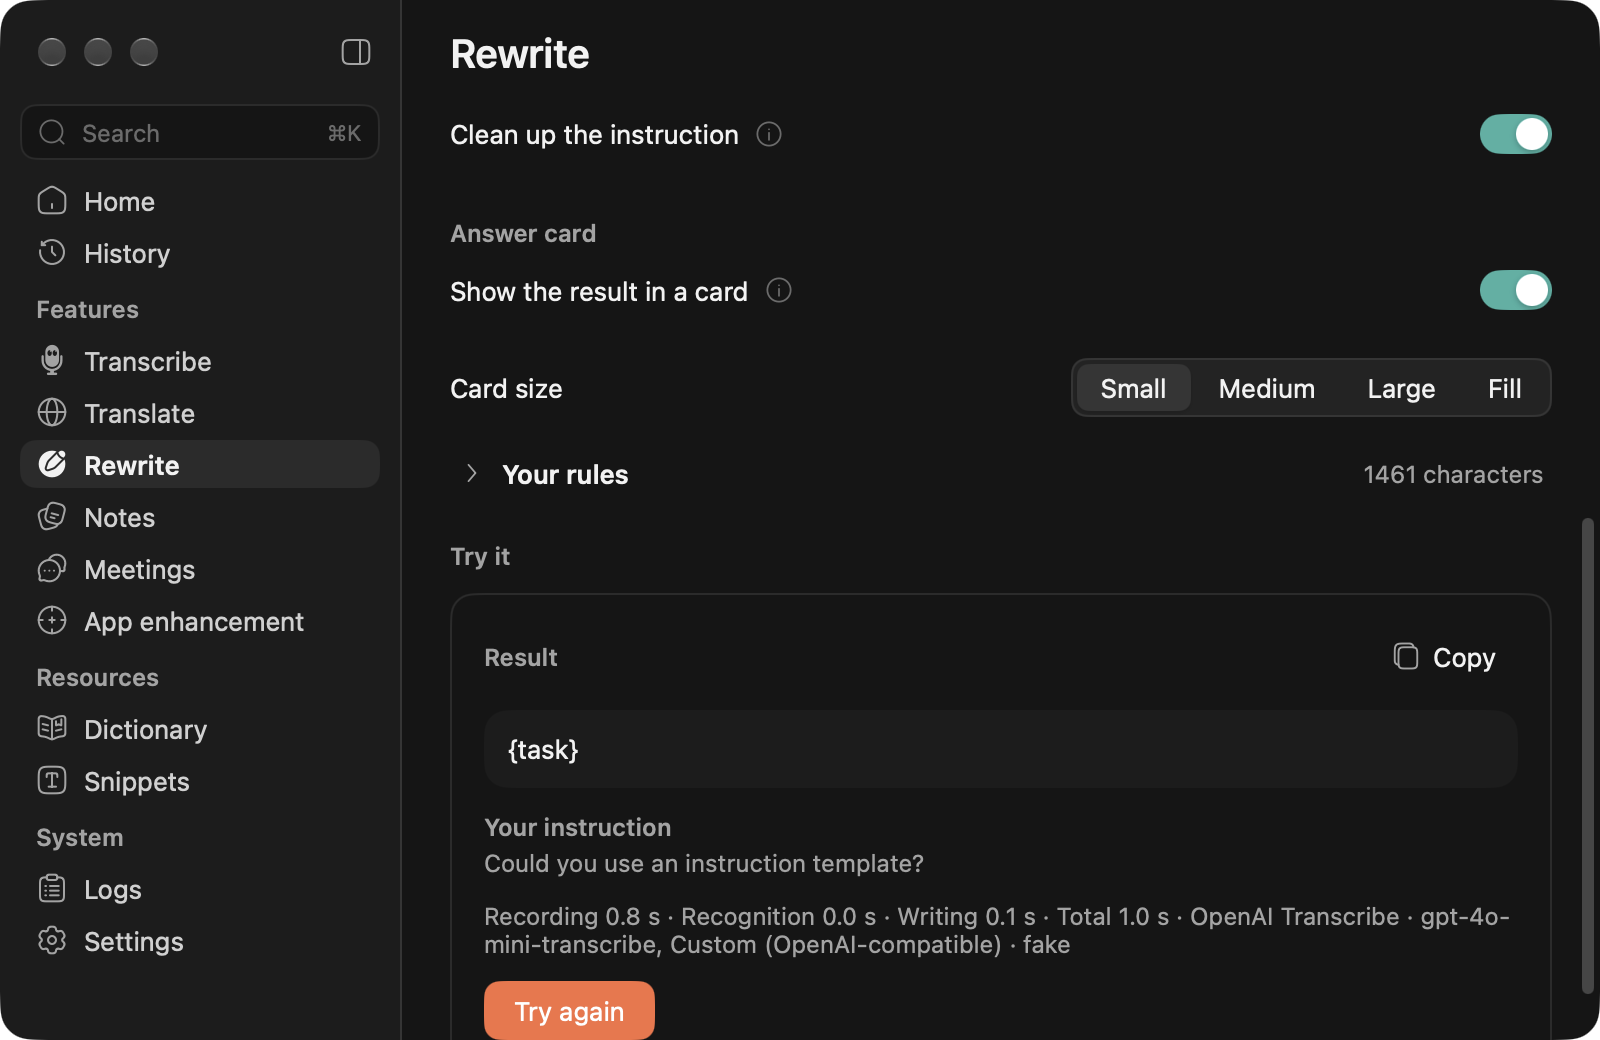 Search ⌘K
Home
History
Features
Transcribe
Translate
Rewrite
Notes
Meetings
App enhancement
Resources
Dictionary
Snippets
System
Logs
Settings
Rewrite
Clean up the instruction
Answer card
Show the result in a card
Card size Small Medium Large Fill
Your rules 1461 characters
Try it
Result Copy
{task}
Your instruction
Could you use an instruction template?
Recording 0.8 s · Recognition 0.0 s · Writing 0.1 s · Total 1.0 s · OpenAI Transcribe · gpt-4o-
mini-transcribe, Custom (OpenAI-compatible) · fake
Try again